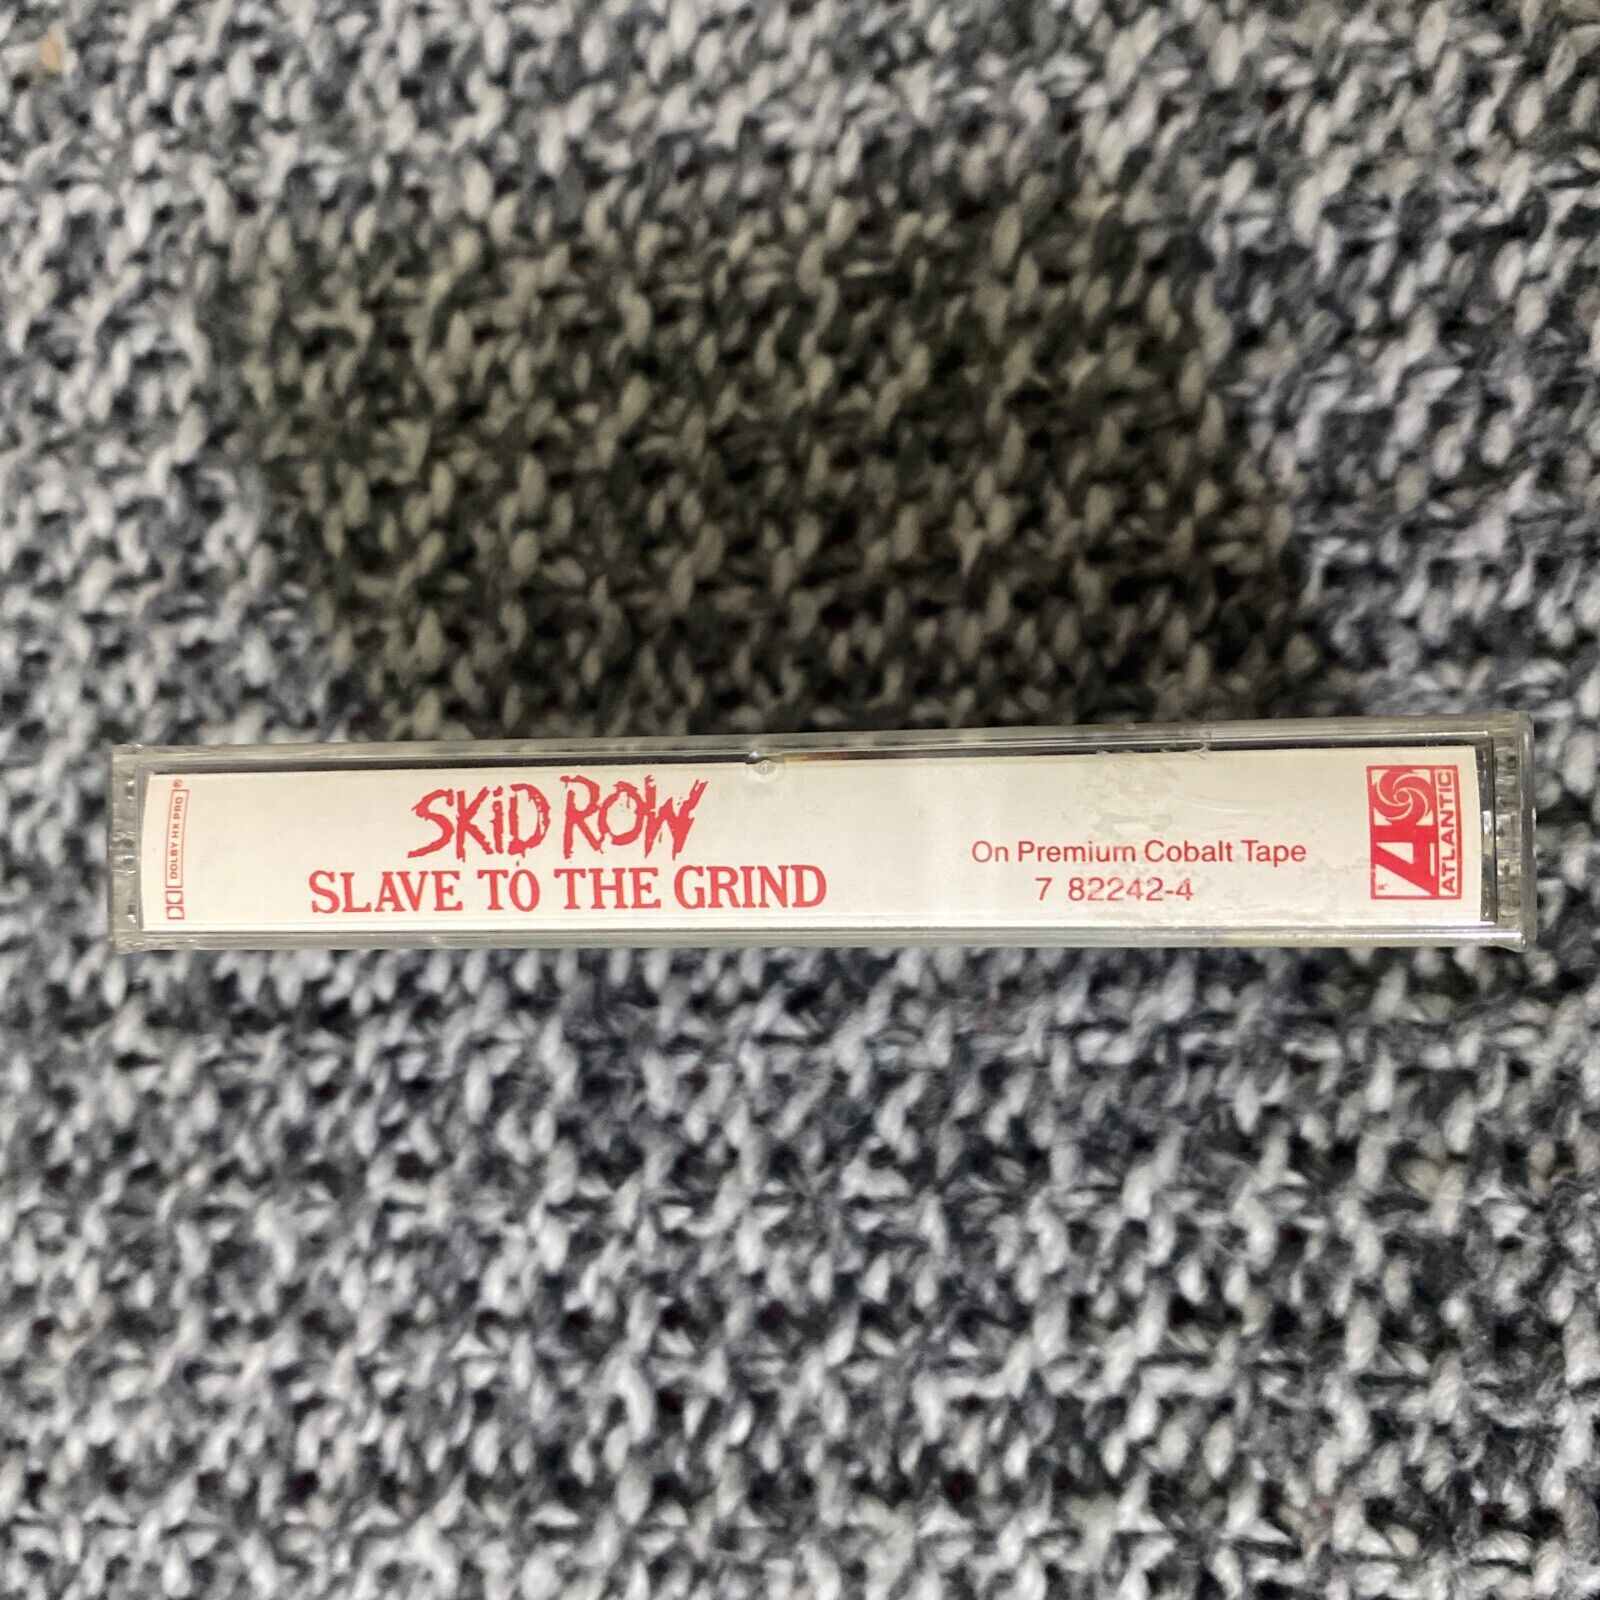 DOLBY HX PRO®
SKiD ROW
SLAVE TO THE GRIND
On Premium Cobalt Tape
7 82242-4
ATLANTIC